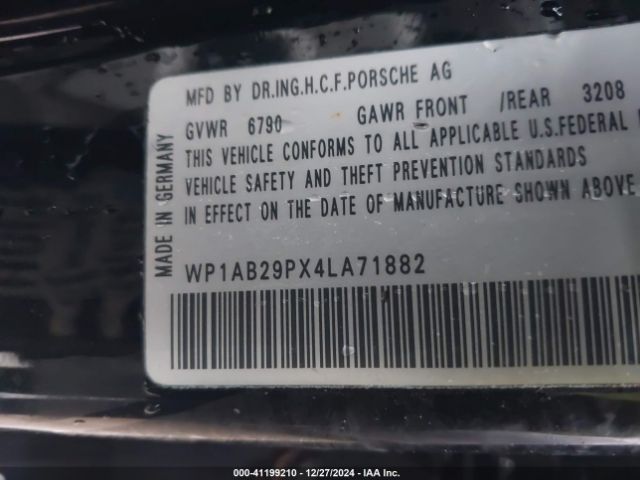 MFD BY DR.ING.H.C.F.PORSCHE AG
GVWR 6790 GAWR FRONT /REAR 3208
THIS VEHICLE CONFORMS TO ALL APPLICABLE U.S.FEDERAL
VEHICLE SAFETY AND THEFT PREVENTION STANDARDS
IN EFFECT ON THE DATE OF MANUFACTURE SHOWN ABOVE
MADE IN GERMANY
WP1AB29PX4LA71882
000-41199210 - 12/27/2024 - IAA Inc.